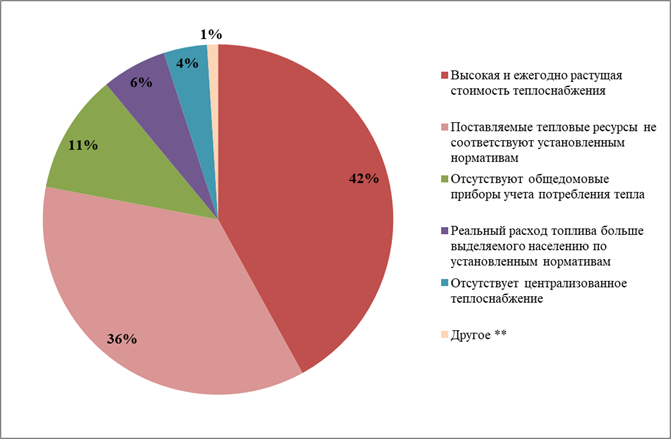 1%
4%
6%
11%
42%
36%
Высокая и ежегодно растущая
стоимость теплоснабжения
Поставляемые тепловые ресурсы не
соответствуют установленным
нормативам
Отсутствуют общедомовые
приборы учета потребления тепла
Реальный расход топлива больше
выделяемого населению по
установленным нормативам
Отсутствует централизованное
теплоснабжение
Другое **